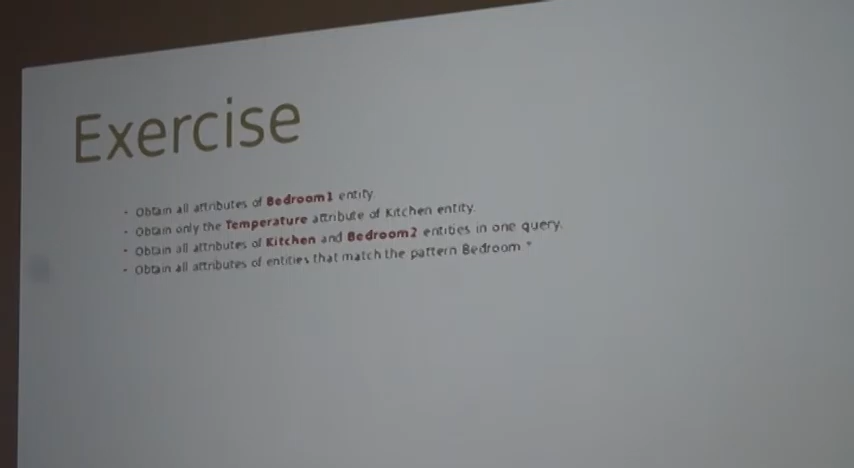 Exercise
• Obtain all attributes of Bedroom1 entity.
• Obtain only the Temperature attribute of Kitchen entity.
• Obtain all attributes of Kitchen and Bedroom2 entities in one query.
• Obtain all attributes of entities that match the pattern Bedroom *